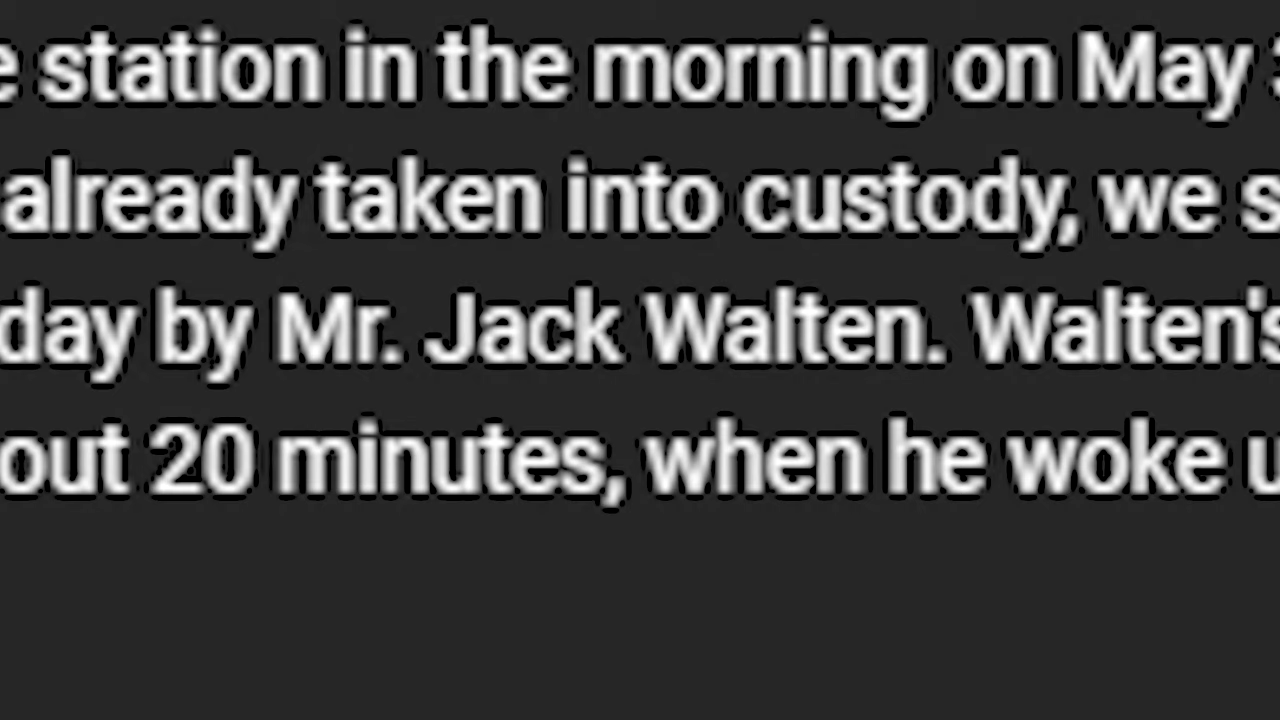 e station in the morning on May
already taken into custody, we s
day by Mr. Jack Walten. Walten's
out 20 minutes, when he woke u